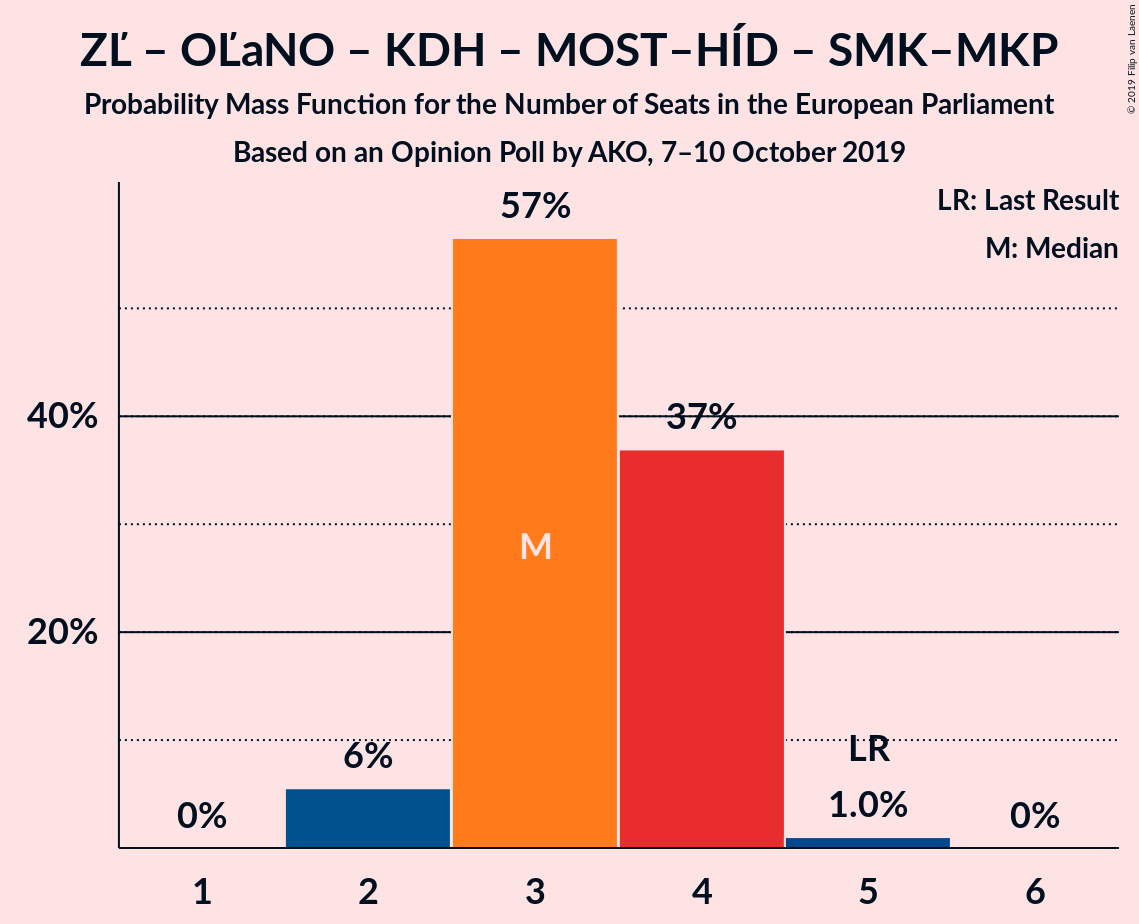 ZĽ – OĽaNO – KDH – MOST–HÍD – SMK–MKP
Probability Mass Function for the Number of Seats in the European Parliament
Based on an Opinion Poll by AKO, 7–10 October 2019
© 2019 Filip van Laenen
LR: Last Result
M: Median
57%
40%
37%
M
20%
6%
LR
0%
1.0%
0%
1 2 3 4 5 6